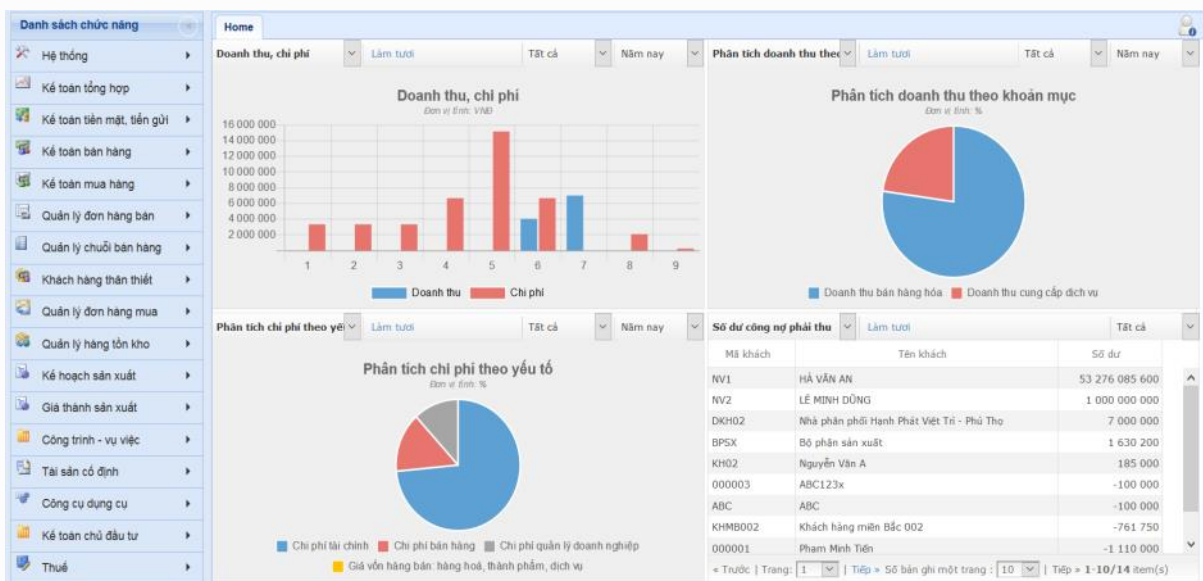 Danh sách chức năng
Hệ thống
Kế toán tổng hợp
Kế toán tiền mặt, tiền gửi
Kế toán bán hàng
Kế toán mua hàng
Quản lý đơn hàng bán
Quản lý chuỗi bán hàng
Khách hàng thân thiết
Quản lý đơn hàng mua
Quản lý hàng tồn kho
Kế hoạch sản xuất
Giá thành sản xuất
Công trình - vụ việc
Tài sản cố định
Công cụ dụng cụ
Kế toán chủ đầu tư
Thuế
Home
Doanh thu, chi phí Làm tươi Tất cả Năm nay
Doanh thu, chi phí
Đơn vị tính: VNĐ
16 000 000
14 000 000
12 000 000
10 000 000
8 000 000
6 000 000
4 000 000
2 000 000
1 2 3 4 5 6 7 8 9
Doanh thu Chi phí
Phân tích doanh thu theo Làm tươi Tất cả Năm nay
Phân tích doanh thu theo khoản mục
Đơn vị tính: %
Doanh thu bán hàng hóa Doanh thu cung cấp dịch vụ
Phân tích chi phí theo yế Làm tươi Tất cả Năm nay
Phân tích chi phí theo yếu tố
Đơn vị tính: %
Chi phí tài chính Chi phí bán hàng Chi phí quản lý doanh nghiệp
Giá vốn hàng bán: hàng hoá, thành phẩm, dịch vụ
Số dư công nợ phải thu Làm tươi Tất cả
Mã khách Tên khách Số dư
NV1 HÀ VĂN AN 53 276 085 600
NV2 LÊ MINH DŨNG 1 000 000 000
DKH02 Nhà phân phối Hạnh Phát Việt Trì - Phú Thọ 7 000 000
BPSX Bộ phận sản xuất 1 630 200
KH02 Nguyễn Văn A 185 000
000003 ABC123x -100 000
ABC ABC -100 000
KHMB002 Khách hàng miền Bắc 002 -761 750
000001 Phạm Minh Tiến -1 110 000
« Trước | Trang: 1 | Tiếp » Số bản ghi một trang : 10 | Tiếp » 1-10/14 item(s)